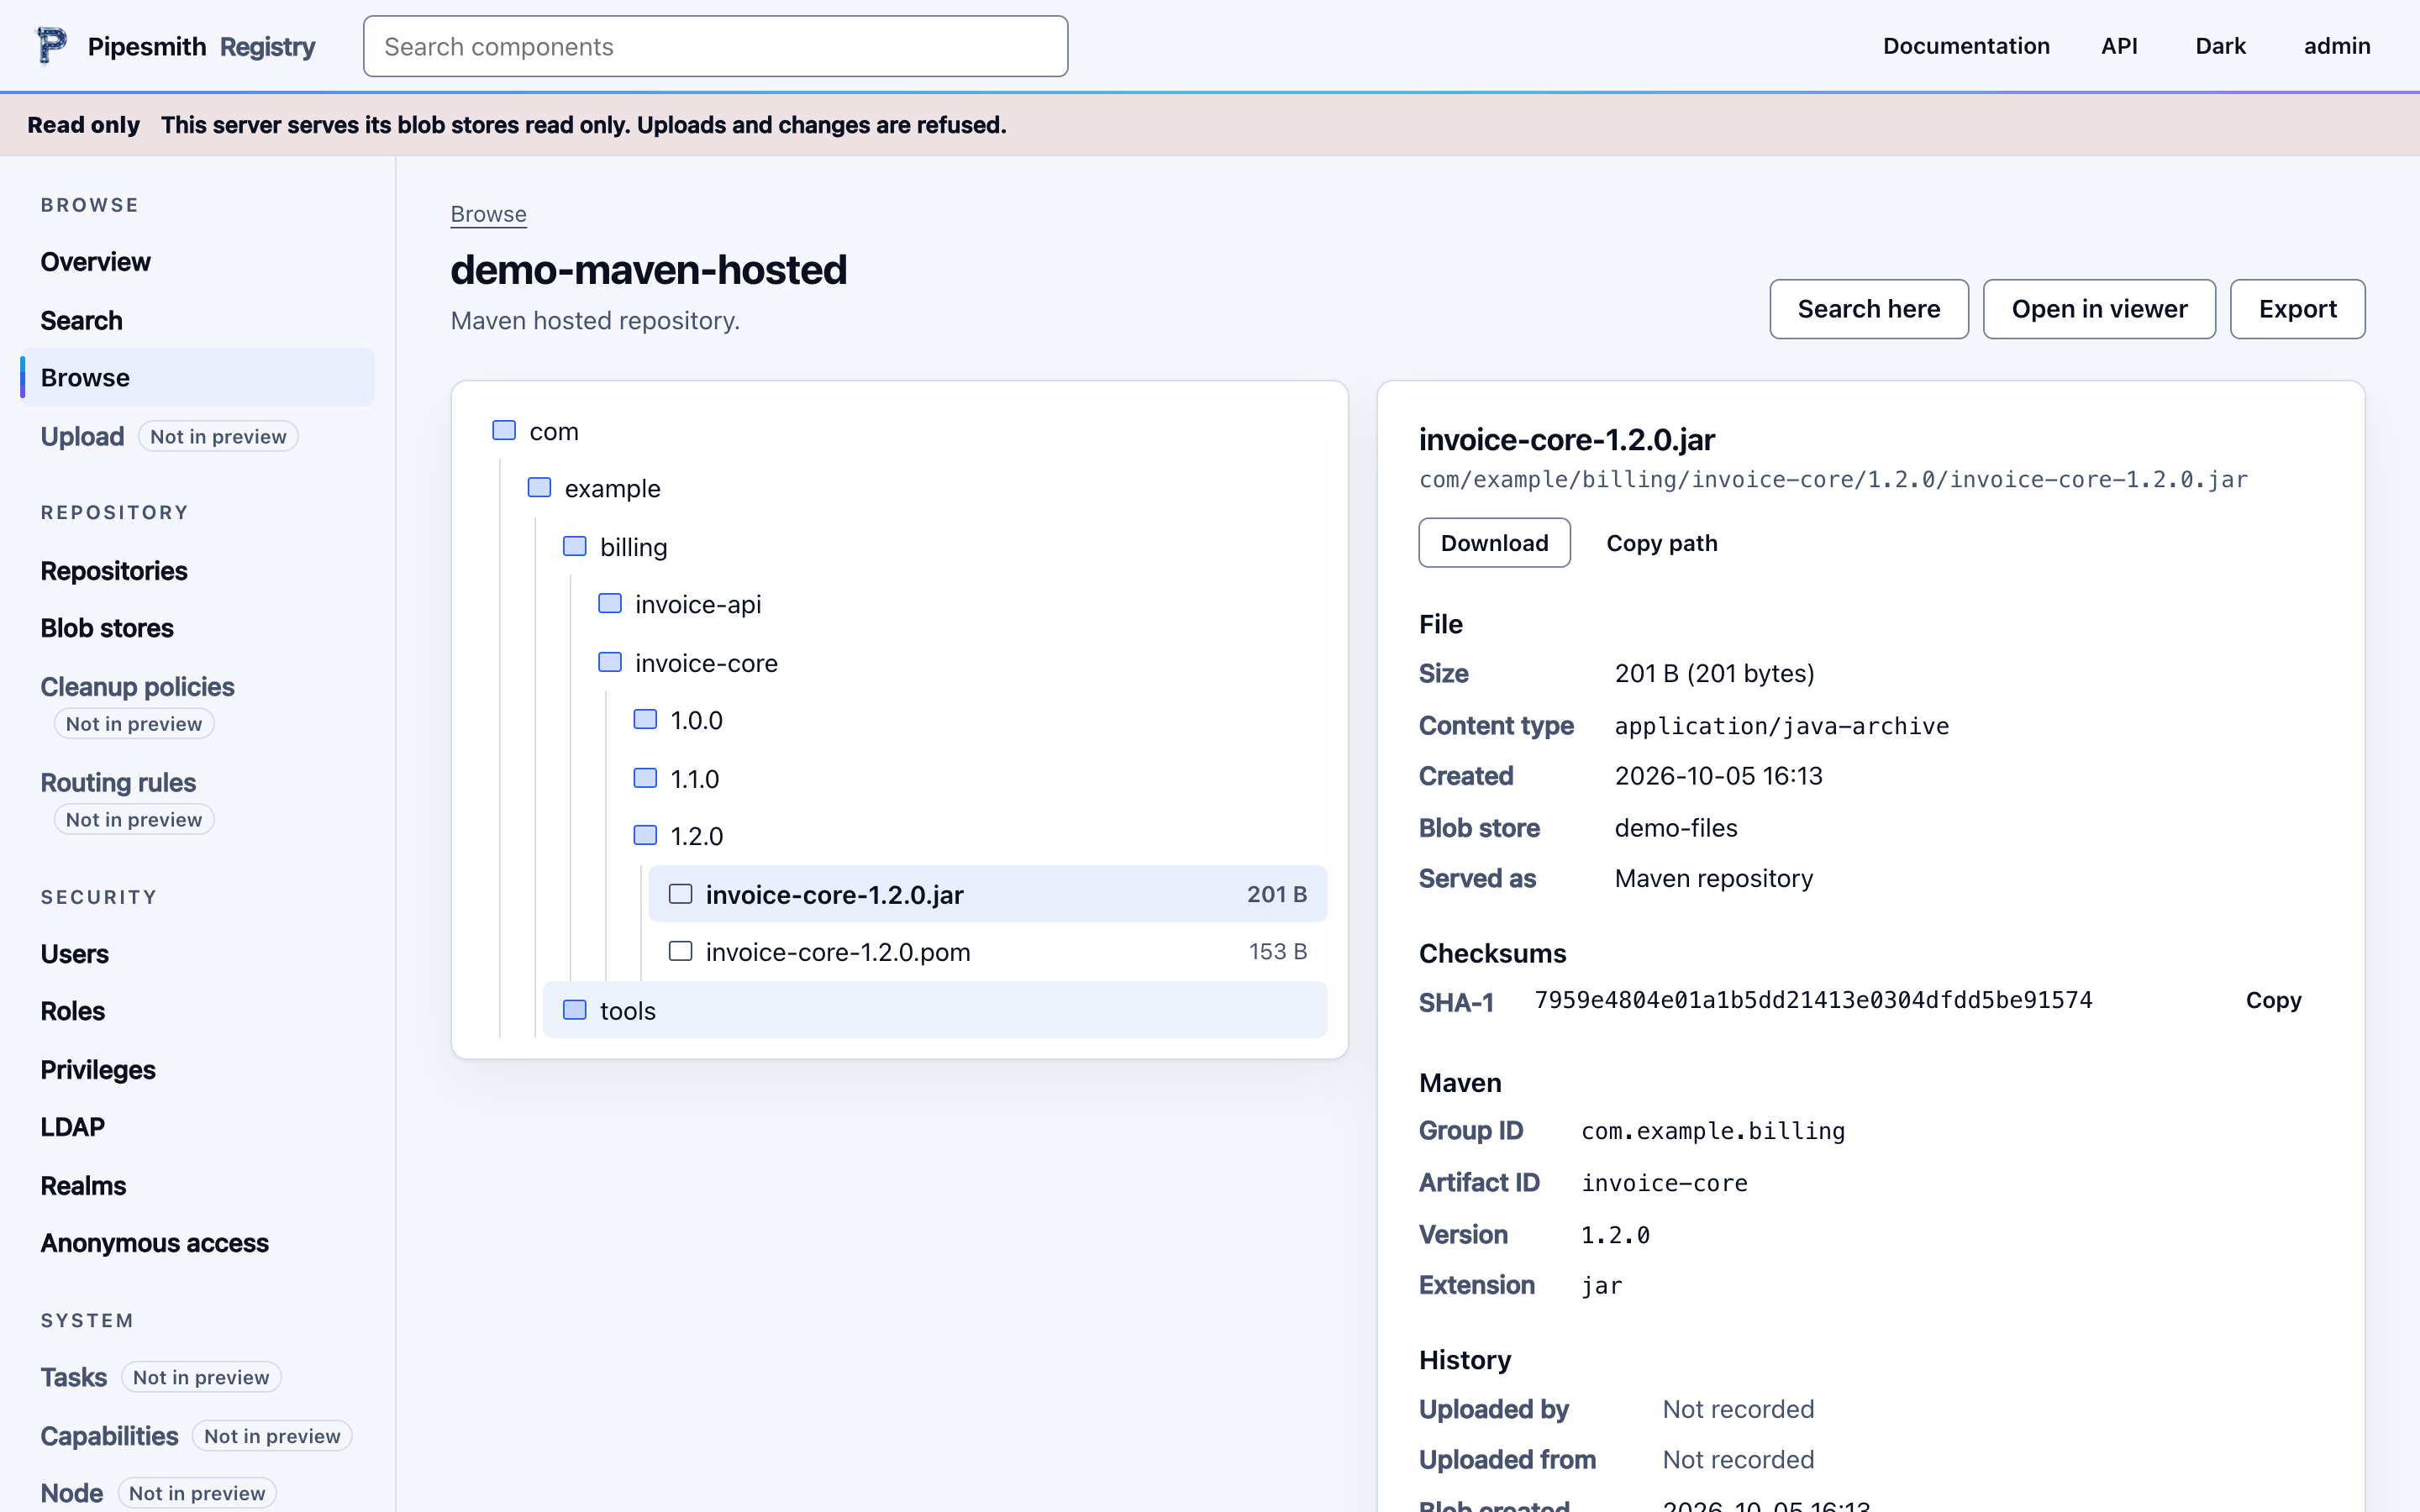 Pipesmith Registry
Search components
Documentation
API
Dark
admin
Read only This server serves its blob stores read only. Uploads and changes are refused.
BROWSE
Overview
Search
Browse
Upload Not in preview
REPOSITORY
Repositories
Blob stores
Cleanup policies
Not in preview
Routing rules
Not in preview
SECURITY
Users
Roles
Privileges
LDAP
Realms
Anonymous access
SYSTEM
Tasks Not in preview
Capabilities Not in preview
Node Not in preview
Browse
demo-maven-hosted
Maven hosted repository.
Search here
Open in viewer
Export
com
example
billing
invoice-api
invoice-core
1.0.0
1.1.0
1.2.0
invoice-core-1.2.0.jar 201 B
invoice-core-1.2.0.pom 153 B
tools
invoice-core-1.2.0.jar
com/example/billing/invoice-core/1.2.0/invoice-core-1.2.0.jar
Download Copy path
File
Size 201 B (201 bytes)
Content type application/java-archive
Created 2026-10-05 16:13
Blob store demo-files
Served as Maven repository
Checksums
SHA-1 7959e4804e01a1b5dd21413e0304dfdd5be91574 Copy
Maven
Group ID com.example.billing
Artifact ID invoice-core
Version 1.2.0
Extension jar
History
Uploaded by Not recorded
Uploaded from Not recorded
Blob created 2026-10-05 16:13